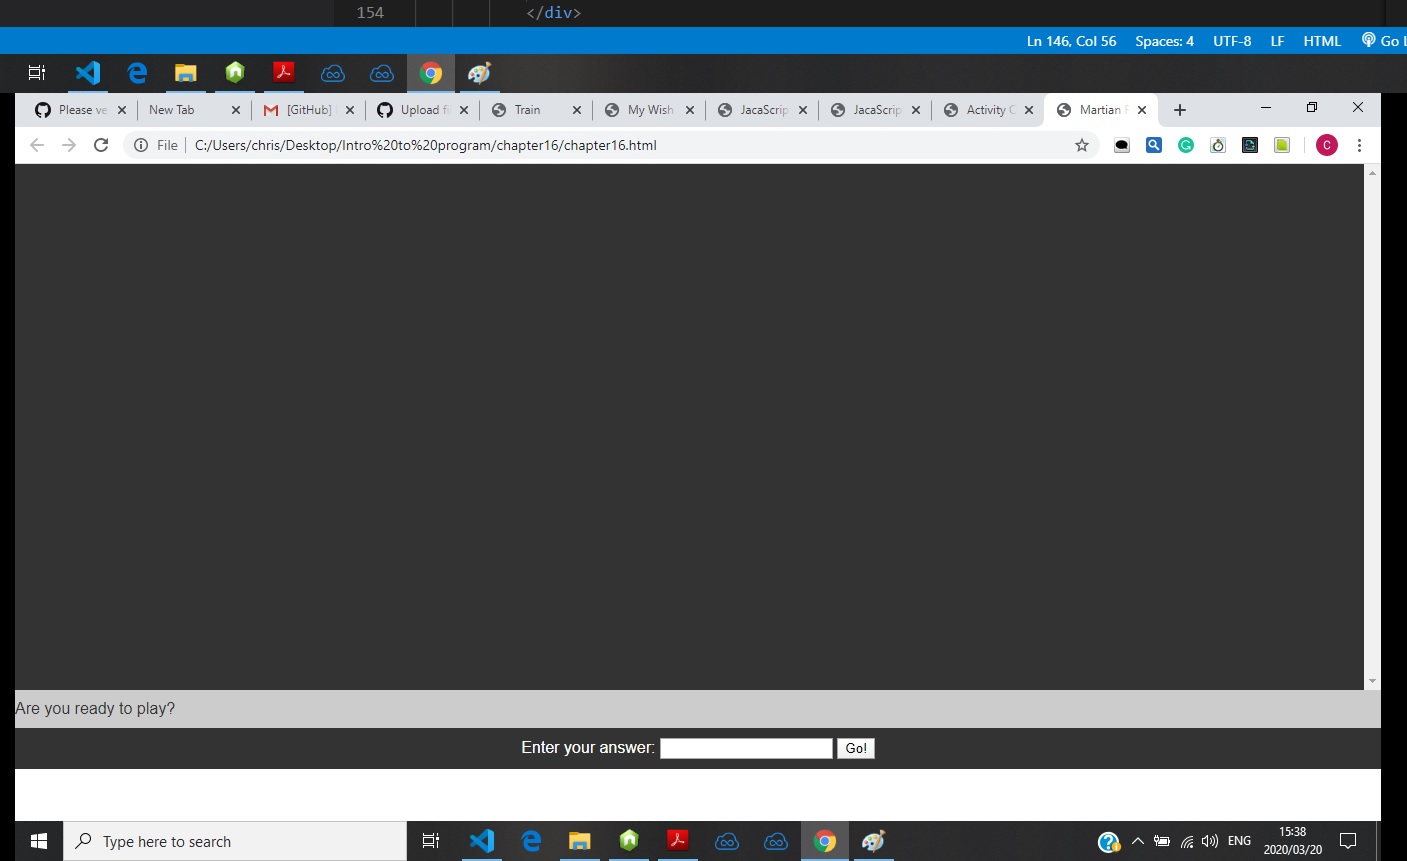 154 </div>
Ln 146, Col 56 Spaces: 4 UTF-8 LF HTML Go
Please ve New Tab [GitHub] Upload fi Train My Wish JacaScrip JacaScrip Activity Martian
File C:/Users/chris/Desktop/Intro%20to%20program/chapter16/chapter16.html C
Are you ready to play?
Enter your answer: Go!
Type here to search ENG
15:38
2020/03/20